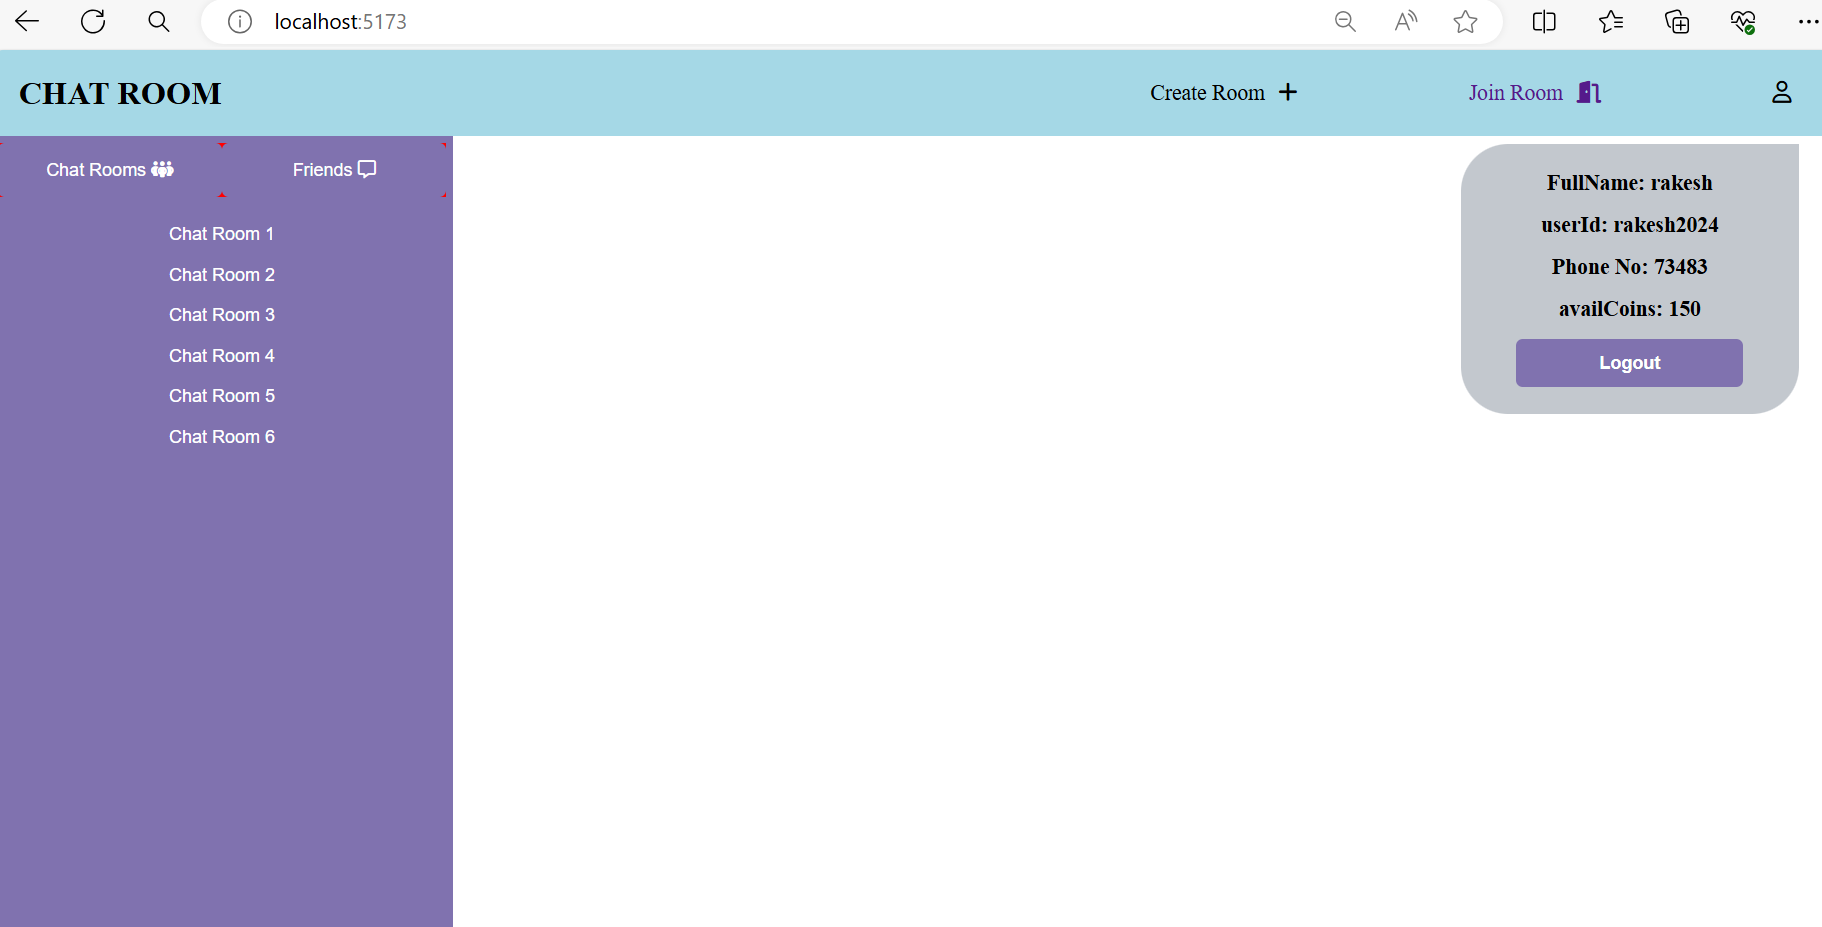 localhost:5173
CHAT ROOM
Create Room
Join Room
Chat Rooms
Friends
Chat Room 1
Chat Room 2
Chat Room 3
Chat Room 4
Chat Room 5
Chat Room 6
FullName: rakesh
userId: rakesh2024
Phone No: 73483
availCoins: 150
Logout